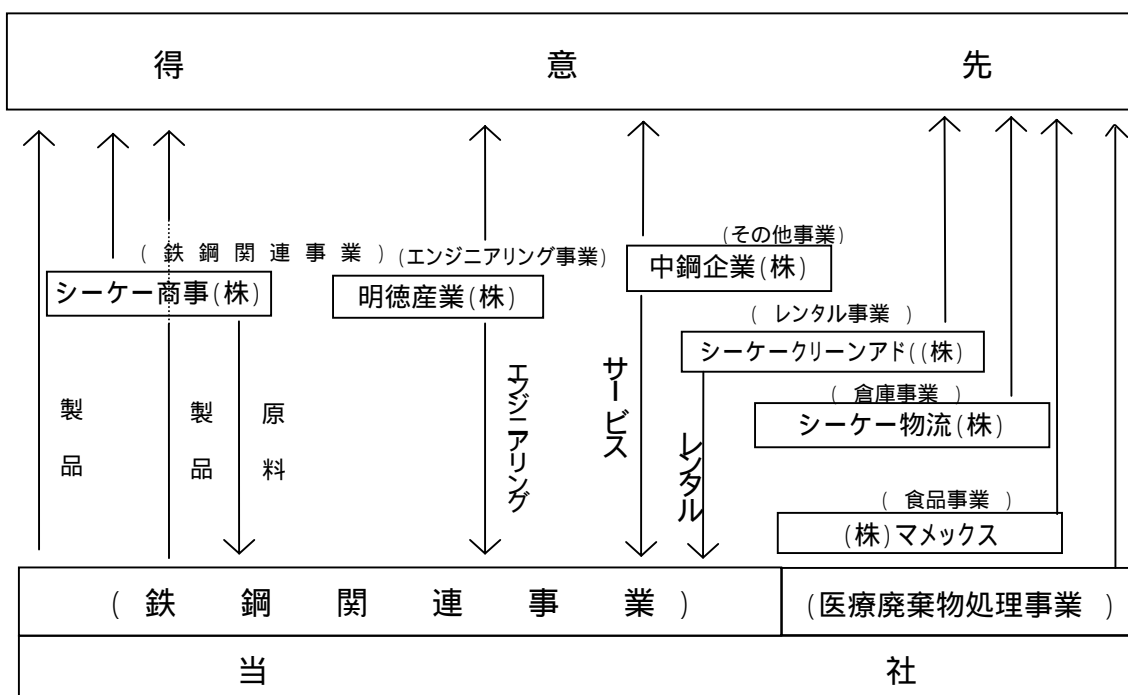 得意先
(その他事業)
(鉄鋼関連事業)
(エンジニアリング事業)
中鋼企業(株)
シーケー商事(株)
明徳産業(株)
(レンタル事業)
シーケークリーンアド((株)
(倉庫事業)
シーケー物流(株)
(食品事業)
(株)マメックス
製品
製品
原料
エンジニアリング
サービス
レンタル
(鉄鋼関連事業)
(医療廃棄物処理事業)
当社